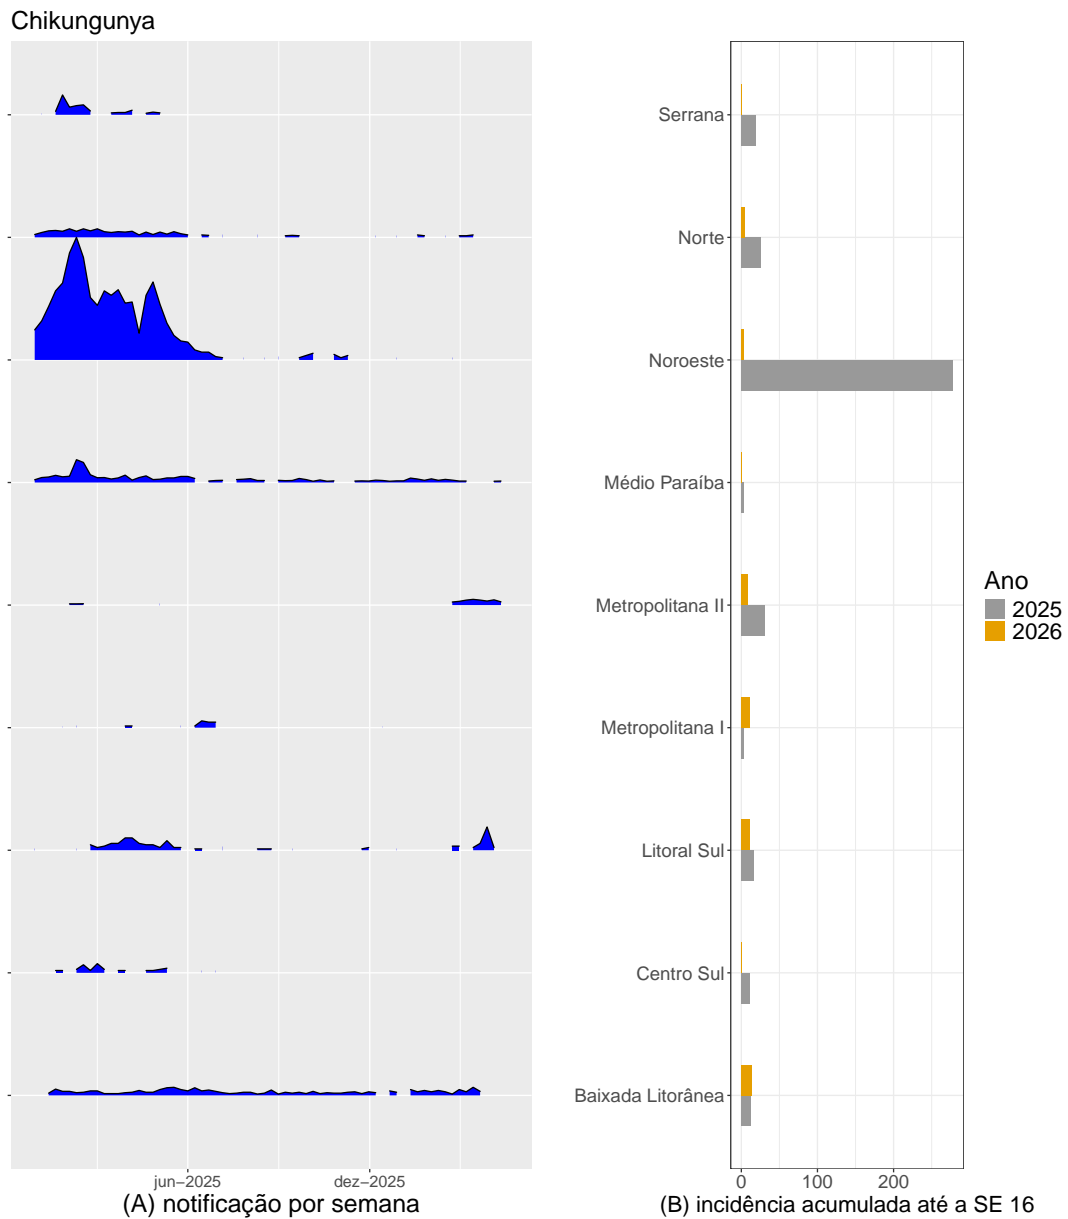 Chikungunya
Serrana
Norte
Noroeste
Médio Paraíba
Metropolitana II
Metropolitana I
Litoral Sul
Centro Sul
Baixada Litorânea
jun−2025
dez−2025
(A) notificação por semana
0
100
200
(B) incidência acumulada até a SE 16
Ano
2025
2026